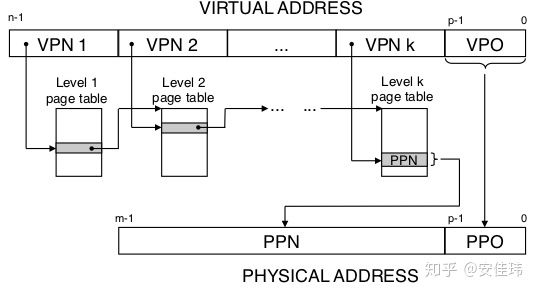 VIRTUAL ADDRESS
n-1 p-1 0
VPN 1 VPN 2 ... VPN k VPO
Level 1 page table
Level 2 page table
... ...
Level k page table
PPN
m-1 p-1 0
PPN PPO
PHYSICAL ADDRESS
知乎 @安佳玮